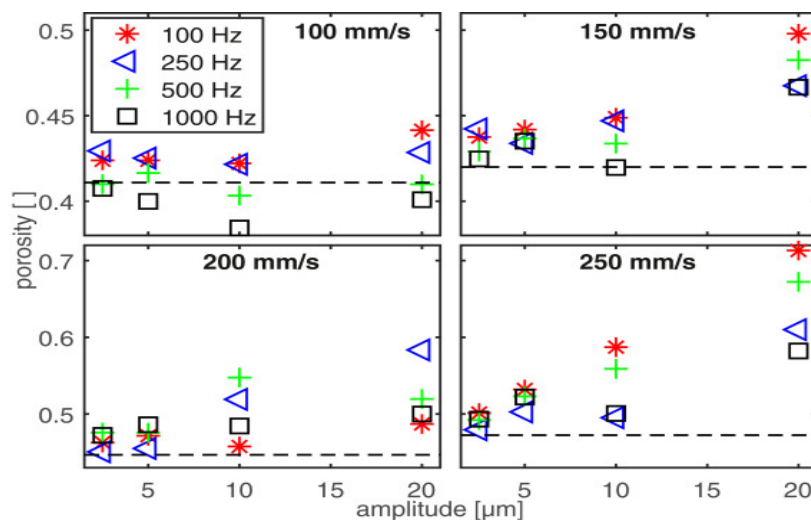 0.5
100 Hz
100 mm/s
150 mm/s
250 Hz
500 Hz
0.45
1000 Hz
0.4
porosity [ ]
0.7
200 mm/s
250 mm/s
0.6
0.5
5
10
15
20
5
10
15
20
amplitude [µm]